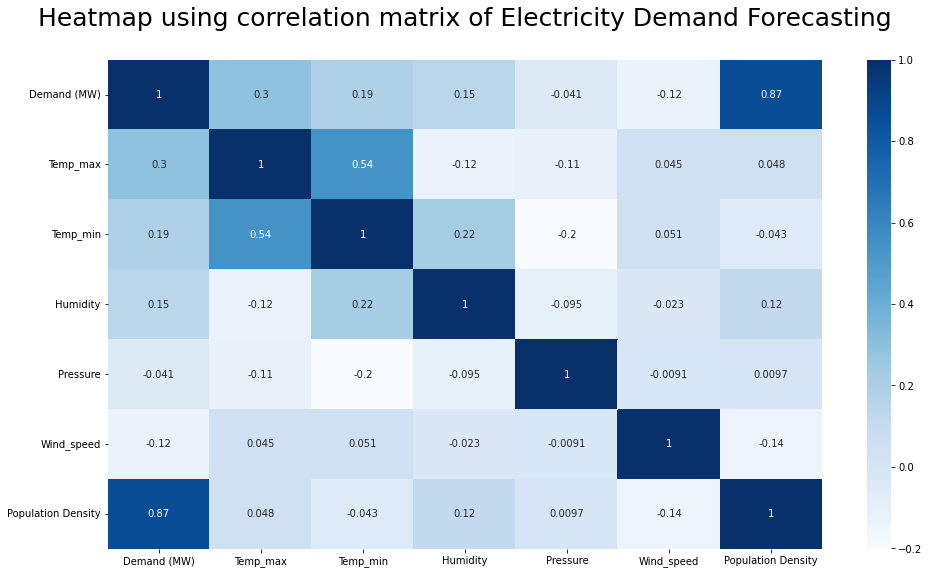 Heatmap using correlation matrix of Electricity Demand Forecasting
Demand (MW) 1 0.3 0.19 0.15 -0.041 -0.12 0.87
Temp_max 0.3 1 0.54 -0.12 -0.11 0.045 0.048
Temp_min 0.19 0.54 1 0.22 -0.2 0.051 -0.043
Humidity 0.15 -0.12 0.22 1 -0.095 -0.023 0.12
Pressure -0.041 -0.11 -0.2 -0.095 1 -0.0091 0.0097
Wind_speed -0.12 0.045 0.051 -0.023 -0.0091 1 -0.14
Population Density 0.87 0.048 -0.043 0.12 0.0097 -0.14 1
Demand (MW) Temp_max Temp_min Humidity Pressure Wind_speed Population Density
1.0
0.8
0.6
0.4
0.2
0.0
−0.2